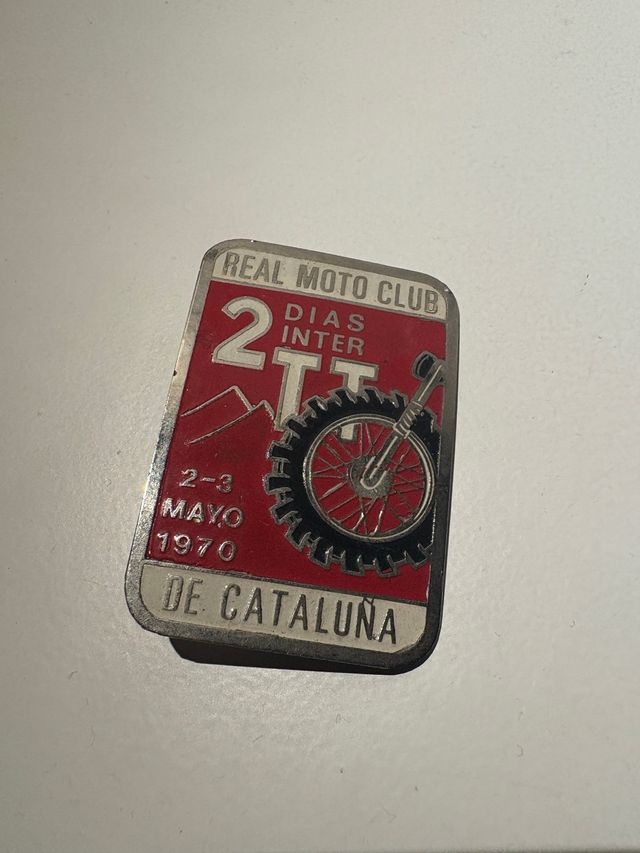 REAL MOTO CLUB
2 DIAS
INTER
TT
2-3
MAYO
1970
DE CATALUÑA